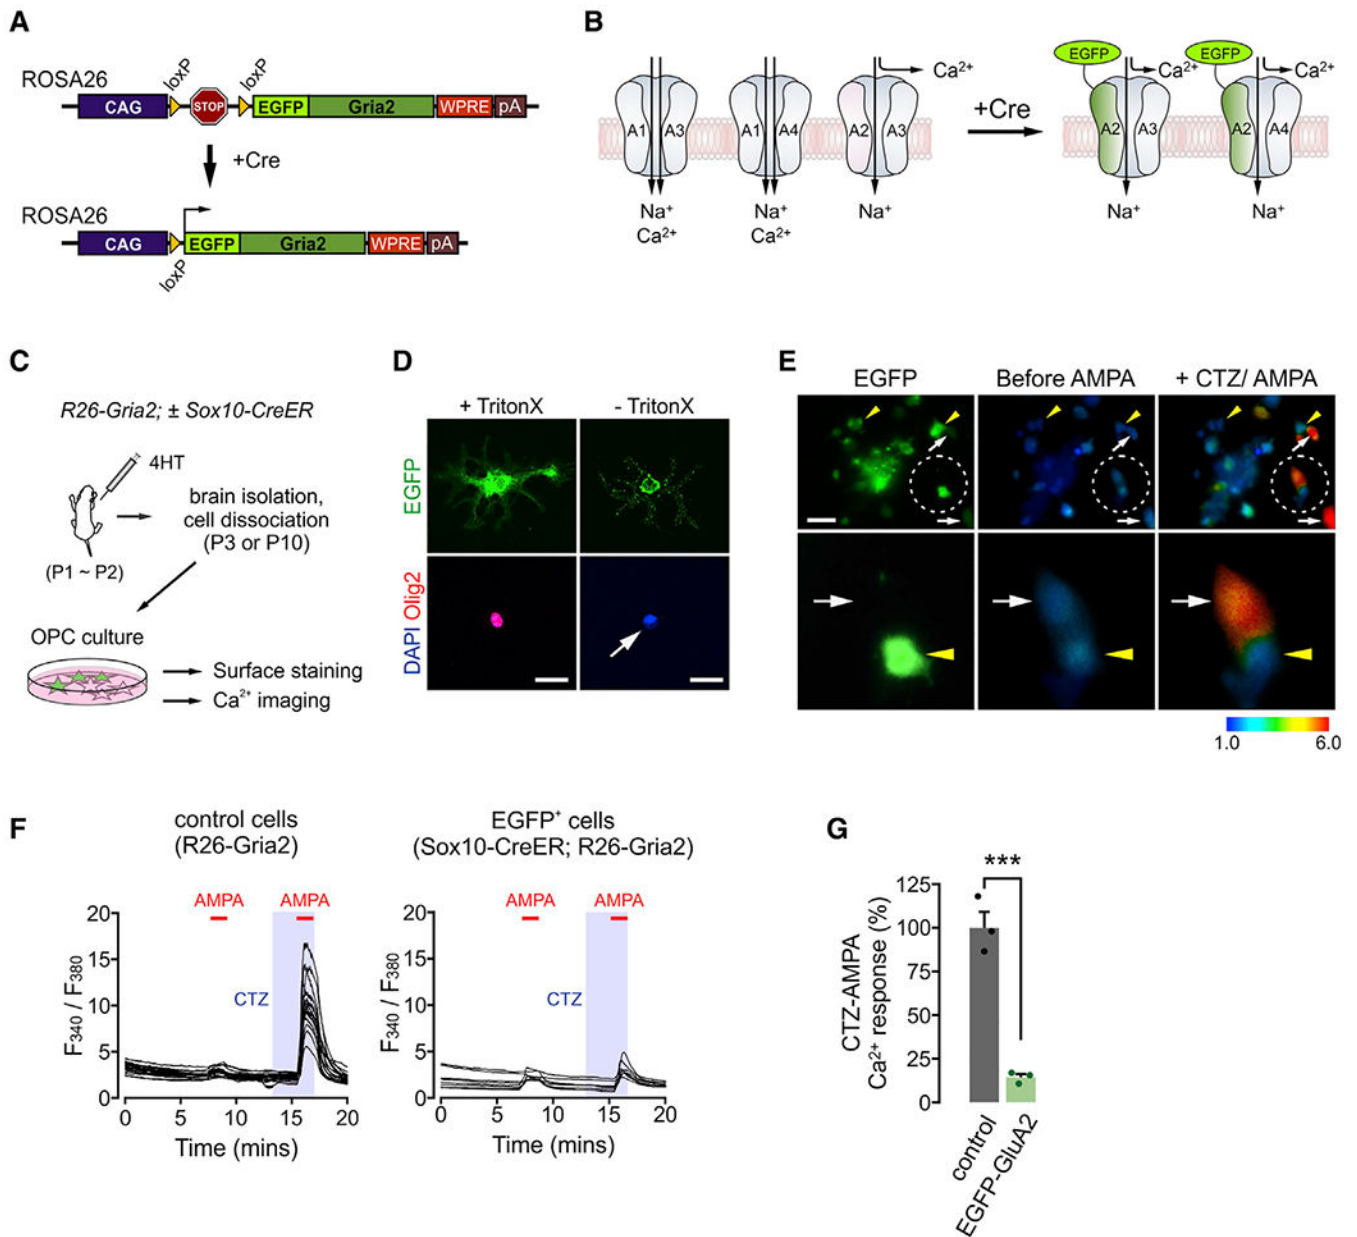 A
ROSA26
loxP
loxP
CAG
STOP
EGFP
Gria2
WPRE
pA
+Cre
ROSA26
CAG
EGFP
Gria2
WPRE
pA
loxP
B
A1
A3
A1
A4
A2
A3
Ca²⁺
Na⁺
Ca²⁺
Na⁺
Ca²⁺
Na⁺
+Cre
EGFP
EGFP
Ca²⁺
Ca²⁺
A2
A3
A2
A4
Na⁺
Na⁺
C
R26-Gria2; ± Sox10-CreER
4HT
(P1 ~ P2)
brain isolation,
cell dissociation
(P3 or P10)
OPC culture
Surface staining
Ca²⁺ imaging
D
+ TritonX
- TritonX
EGFP
DAPI Olig2
E
EGFP
Before AMPA
+ CTZ/ AMPA
1.0
6.0
F
control cells
(R26-Gria2)
AMPA
AMPA
CTZ
F₃₄₀ / F₃₈₀
20
15
10
5
0
0
5
10
15
20
Time (mins)
EGFP⁺ cells
(Sox10-CreER; R26-Gria2)
AMPA
AMPA
CTZ
F₃₄₀ / F₃₈₀
20
15
10
5
0
0
5
10
15
20
Time (mins)
G
***
CTZ-AMPA
Ca²⁺ response (%)
125
100
75
50
25
0
control
EGFP-GluA2